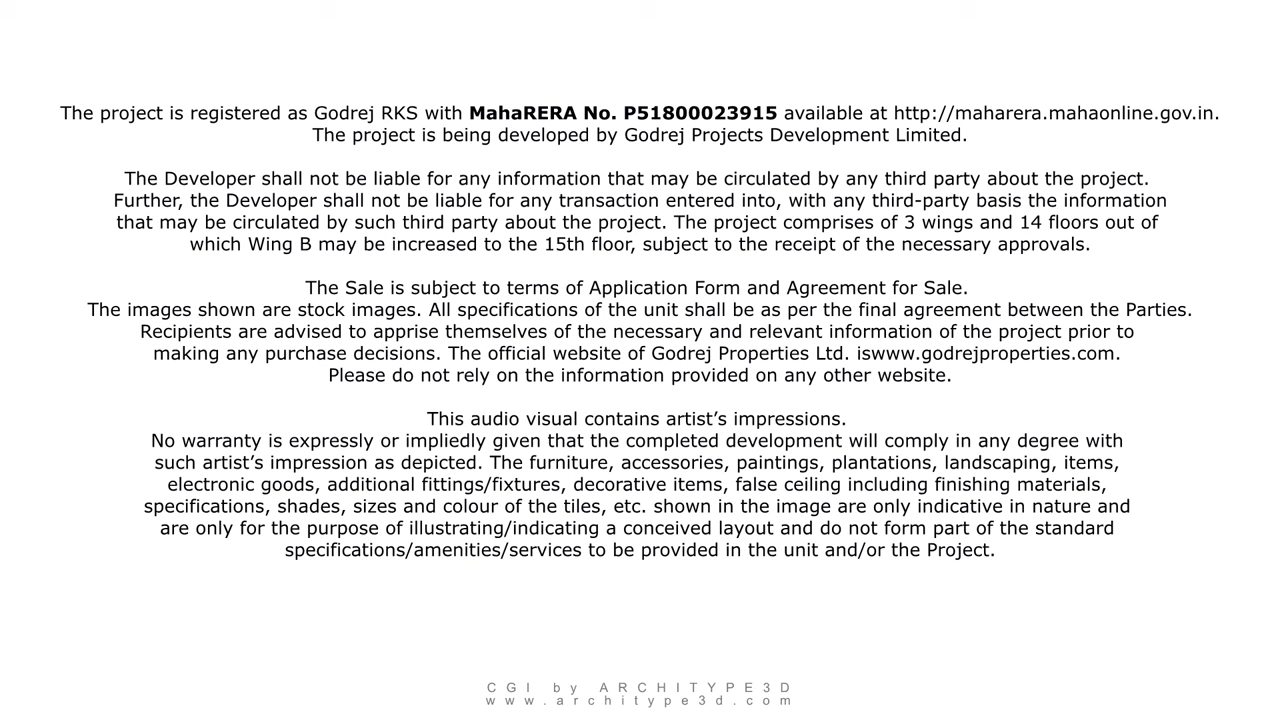 The project is registered as Godrej RKS with MahaRERA No. P51800023915 available at http://maharera.mahaonline.gov.in.
The project is being developed by Godrej Projects Development Limited.
The Developer shall not be liable for any information that may be circulated by any third party about the project.
Further, the Developer shall not be liable for any transaction entered into, with any third-party basis the information
that may be circulated by such third party about the project. The project comprises of 3 wings and 14 floors out of
which Wing B may be increased to the 15th floor, subject to the receipt of the necessary approvals.
The Sale is subject to terms of Application Form and Agreement for Sale.
The images shown are stock images. All specifications of the unit shall be as per the final agreement between the Parties.
Recipients are advised to apprise themselves of the necessary and relevant information of the project prior to
making any purchase decisions. The official website of Godrej Properties Ltd. iswww.godrejproperties.com.
Please do not rely on the information provided on any other website.
This audio visual contains artist’s impressions.
No warranty is expressly or impliedly given that the completed development will comply in any degree with
such artist’s impression as depicted. The furniture, accessories, paintings, plantations, landscaping, items,
electronic goods, additional fittings/fixtures, decorative items, false ceiling including finishing materials,
specifications, shades, sizes and colour of the tiles, etc. shown in the image are only indicative in nature and
are only for the purpose of illustrating/indicating a conceived layout and do not form part of the standard
specifications/amenities/services to be provided in the unit and/or the Project.
CGI by ARCHITYPE3D
www.architype3d.com